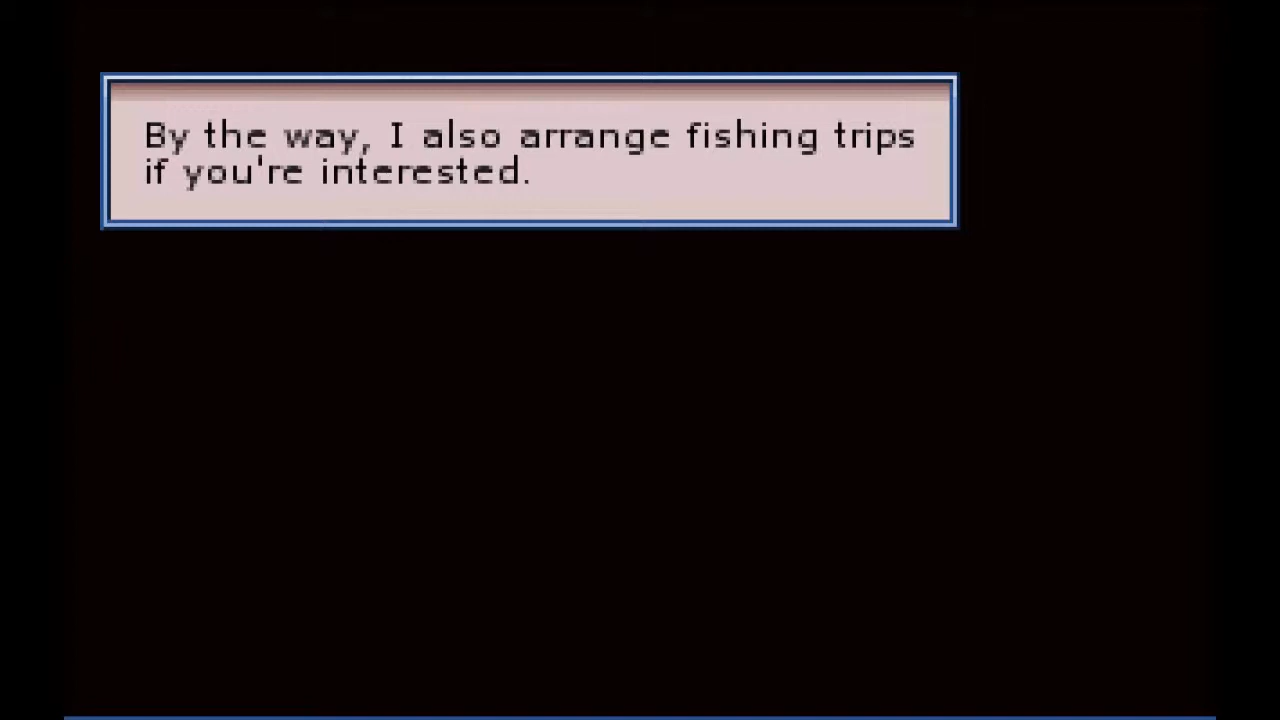 By the way, I also arrange fishing trips
if you're interested.